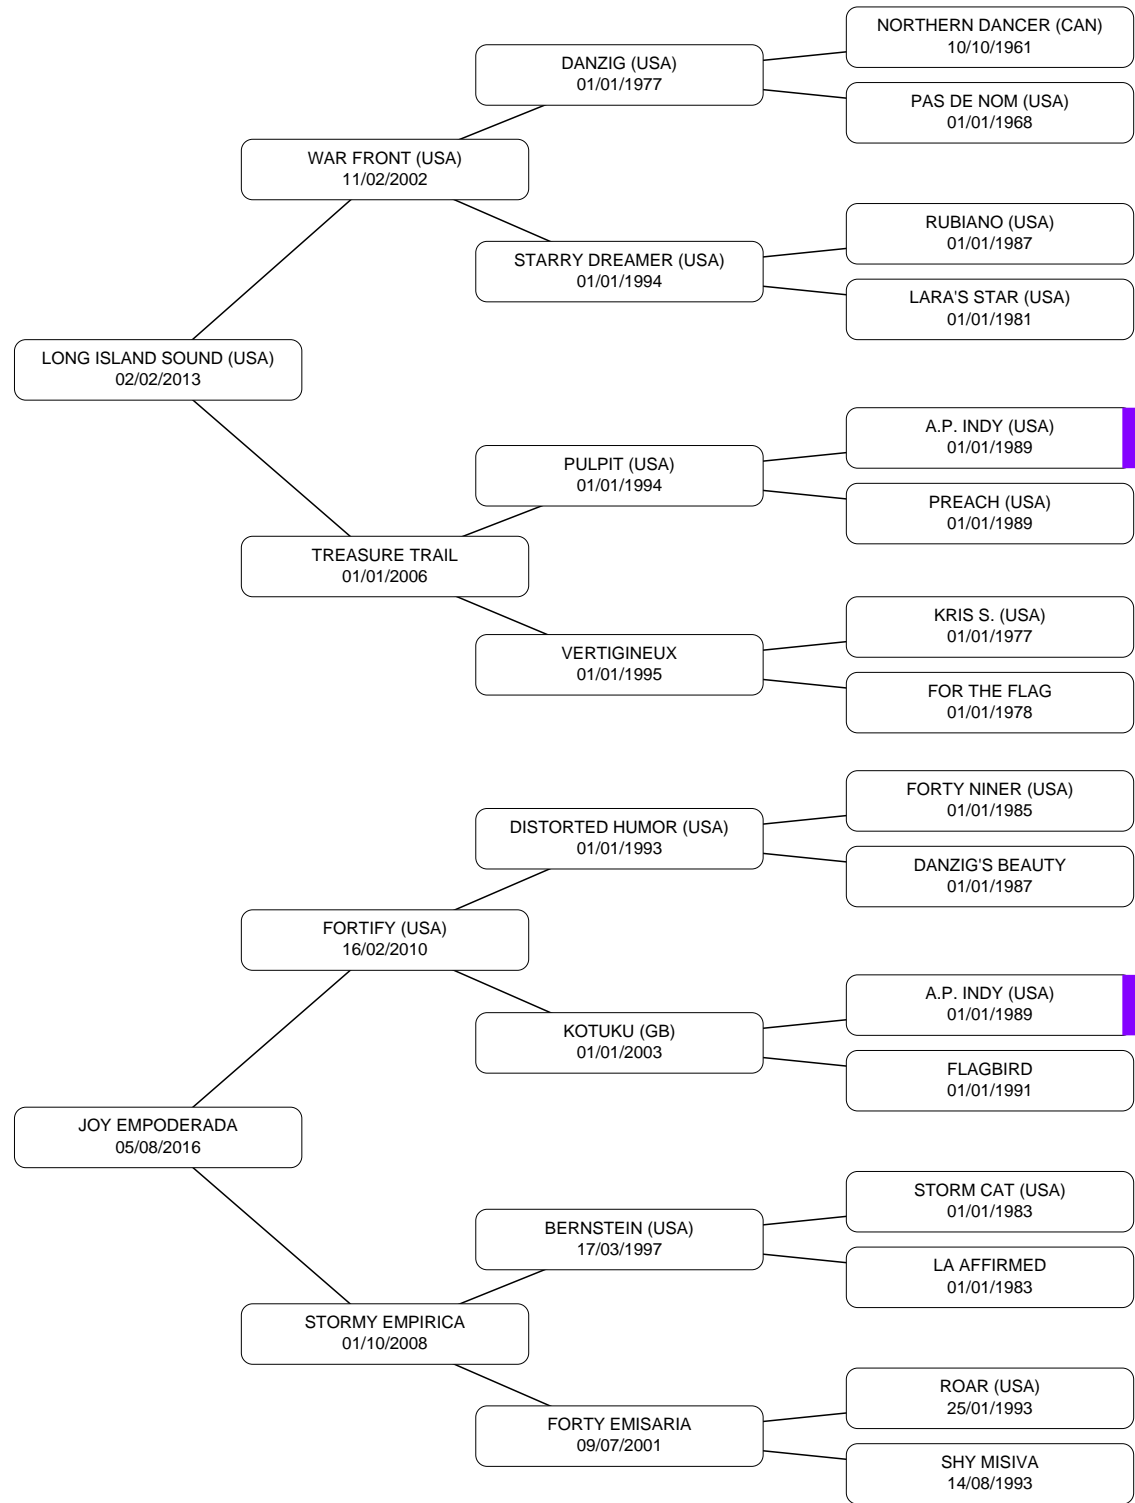 NORTHERN DANCER (CAN)
10/10/1961
DANZIG (USA)
01/01/1977
PAS DE NOM (USA)
01/01/1968
WAR FRONT (USA)
11/02/2002
RUBIANO (USA)
01/01/1987
STARRY DREAMER (USA)
01/01/1994
LARA'S STAR (USA)
01/01/1981
LONG ISLAND SOUND (USA)
02/02/2013
A.P. INDY (USA)
01/01/1989
PULPIT (USA)
01/01/1994
PREACH (USA)
01/01/1989
TREASURE TRAIL
01/01/2006
KRIS S. (USA)
01/01/1977
VERTIGINEUX
01/01/1995
FOR THE FLAG
01/01/1978
FORTY NINER (USA)
01/01/1985
DISTORTED HUMOR (USA)
01/01/1993
DANZIG'S BEAUTY
01/01/1987
FORTIFY (USA)
16/02/2010
A.P. INDY (USA)
01/01/1989
KOTUKU (GB)
01/01/2003
FLAGBIRD
01/01/1991
JOY EMPODERADA
05/08/2016
STORM CAT (USA)
01/01/1983
BERNSTEIN (USA)
17/03/1997
LA AFFIRMED
01/01/1983
STORMY EMPIRICA
01/10/2008
ROAR (USA)
25/01/1993
FORTY EMISARIA
09/07/2001
SHY MISIVA
14/08/1993